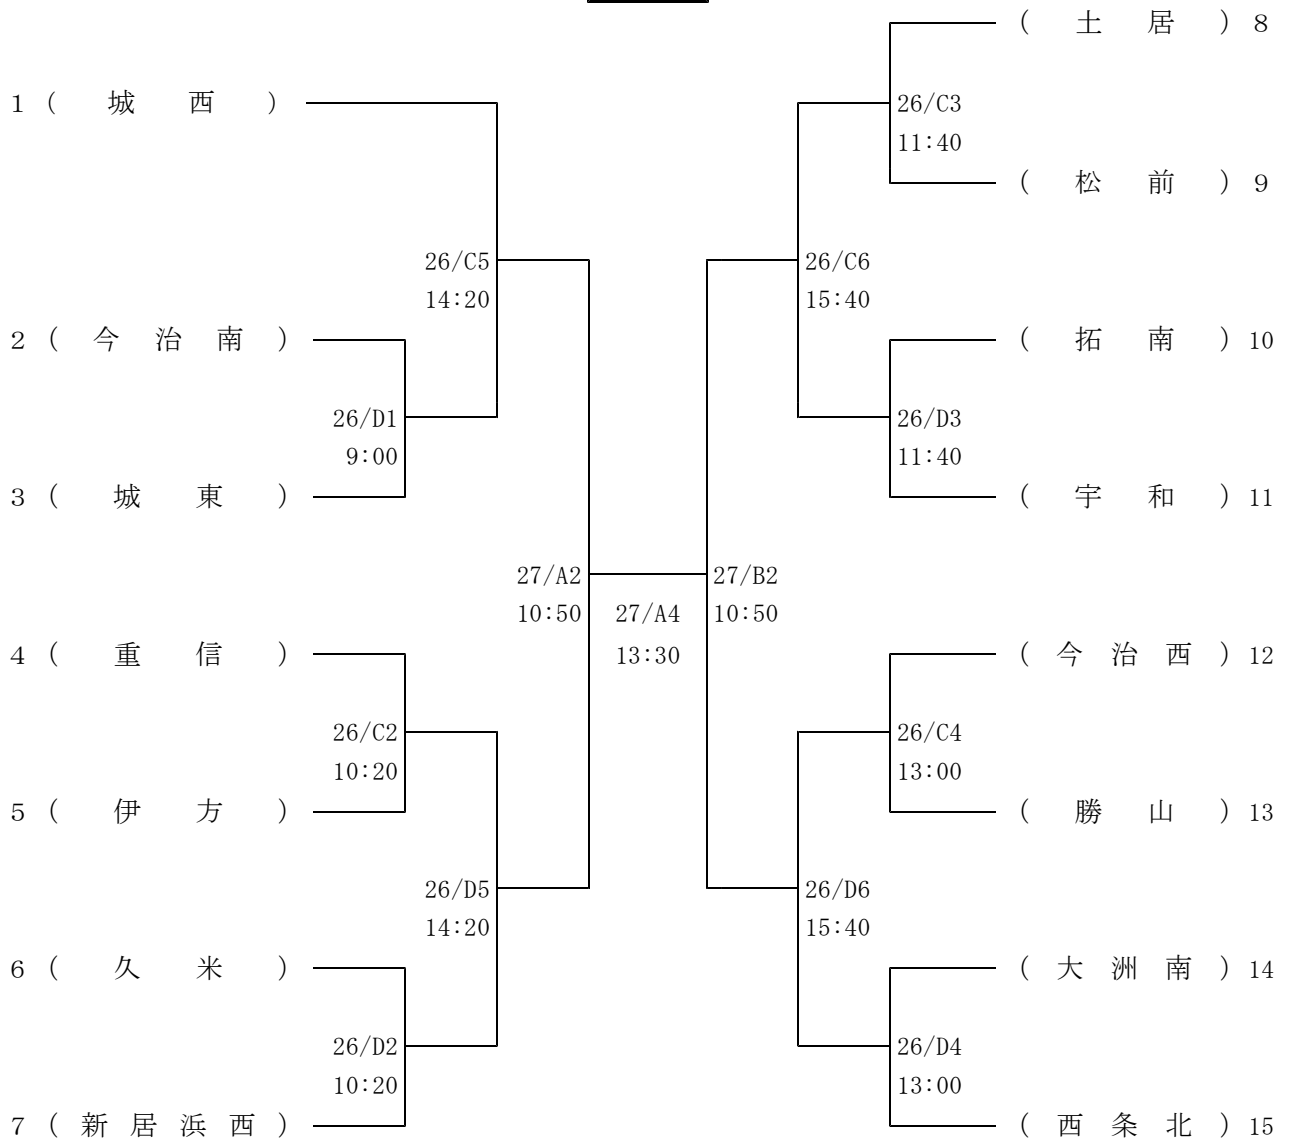 1 ( 城 西 )
26/C5
14:20
2 ( 今 治 南 )
26/D1
9:00
3 ( 城 東 )
27/A2
10:50
4 ( 重 信 )
26/C2
10:20
5 ( 伊 方 )
26/D5
14:20
6 ( 久 米 )
26/D2
10:20
7 ( 新 居 浜 西 )
27/A4
13:30
( 土 居 ) 8
26/C3
11:40
( 松 前 ) 9
26/C6
15:40
( 拓 南 ) 10
26/D3
11:40
( 宇 和 ) 11
27/B2
10:50
( 今 治 西 ) 12
26/C4
13:00
( 勝 山 ) 13
26/D6
15:40
( 大 洲 南 ) 14
26/D4
13:00
( 西 条 北 ) 15